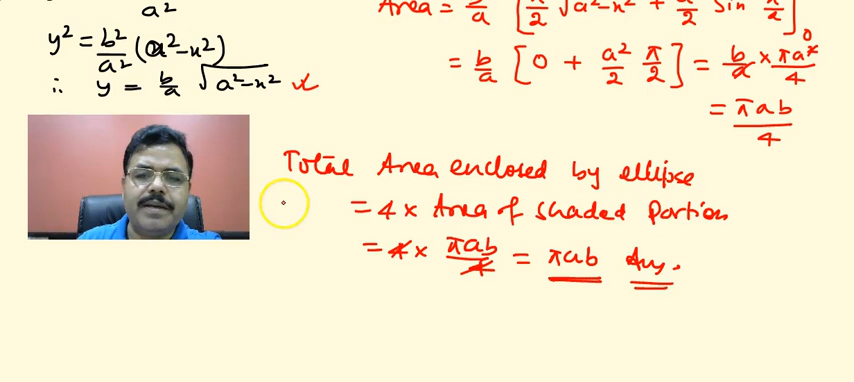 a²
y² = b²/a² (a²-x²)
∴ y = b/a √a²-x²
Area = b/a [x/2 √a²-x² + a²/2 sin x/a]₀
= b/a [0 + a²/2 π/2] = b/a × πa²/4
= πab/4
Total Area enclosed by ellipse
= 4 × Area of shaded Portion
= 4 × πab/4 = πab Ans.